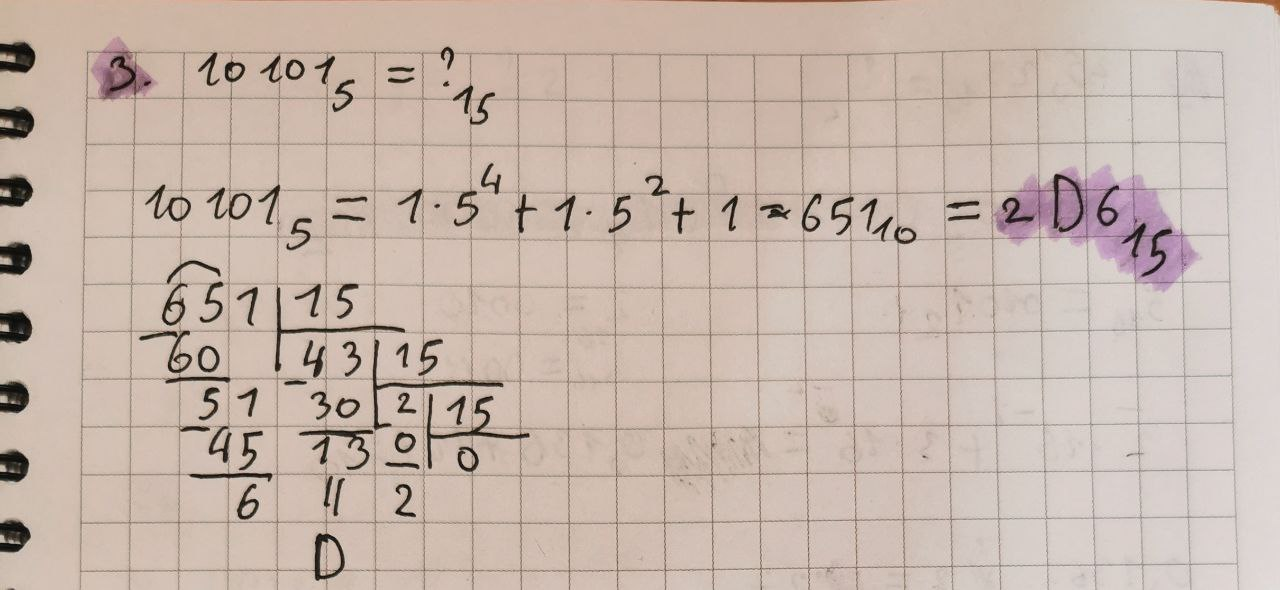 3. 10101₅ = ?₁₅
10101₅ = 1·5⁴ + 1·5² + 1 = 651₁₀ = 2D6₁₅
651 | 15
-60 | 43 | 15
51 -30 | 2 | 15
-45 13 -0 | 0
6 || 2
D